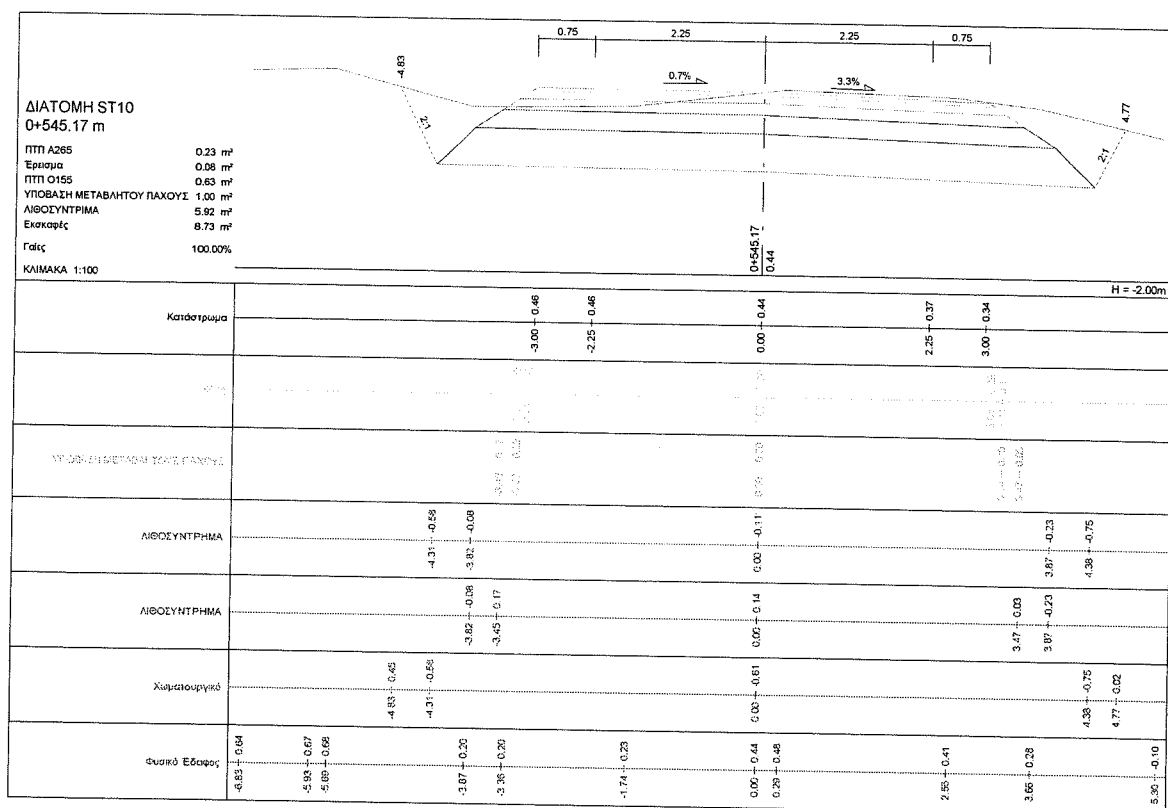 0.75 2.25 2.25 0.75
-4.83
0.7% 3.3%
4.77
2:1
2:1
ΔΙΑΤΟΜΗ ST10
0+545.17 m
ΠΤΠ Α265 0.23 m²
Έρεισμα 0.08 m²
ΠΤΠ Ο155 0.63 m²
ΥΠΟΒΑΣΗ ΜΕΤΑΒΛΗΤΟΥ ΠΑΧΟΥΣ 1.00 m²
ΛΙΘΟΣΥΝΤΡΙΜΑ 5.92 m²
Εκσκαφές 8.73 m²
Γαίες 100.00%
ΚΛΙΜΑΚΑ 1:100
0+545.17
0.44
H = -2.00m
Κατάστρωμα
0.46 0.46 0.44 0.37 0.34
-3.00 -2.25 0.00 2.25 3.00
ΛΙΘΟΣΥΝΤΡΗΜΑ
-0.58 -0.08 -0.11 -0.23 -0.75
-4.31 -3.82 0.00 3.87 4.38
ΛΙΘΟΣΥΝΤΡΗΜΑ
-0.08 0.17 0.14 0.03 -0.23
-3.82 -3.45 0.00 3.47 3.87
Χωματουργικό
0.45 -0.58 -0.61 -0.75 0.02
-4.83 -4.31 0.00 4.38 4.77
Φυσικό Έδαφος
0.64 0.67 0.68 0.20 0.20 0.23 0.44 0.48 0.41 0.28 -0.10
-6.83 -5.93 -5.69 -3.87 -3.36 -1.74 0.00 0.29 3.66 5.30